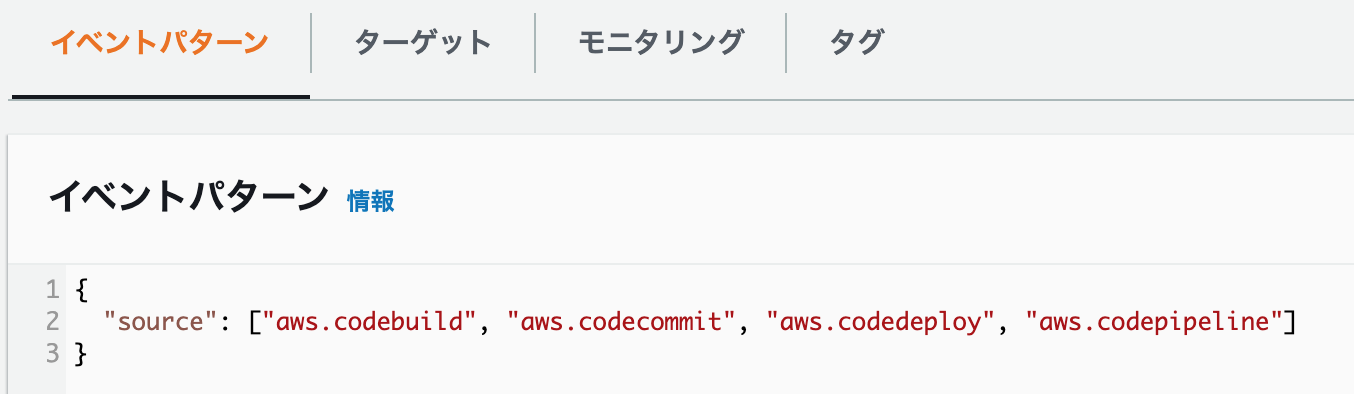 イベントパターン ターゲット モニタリング タグ
イベントパターン 情報
1 {
2 "source": ["aws.codebuild", "aws.codecommit", "aws.codedeploy", "aws.codepipeline"]
3 }